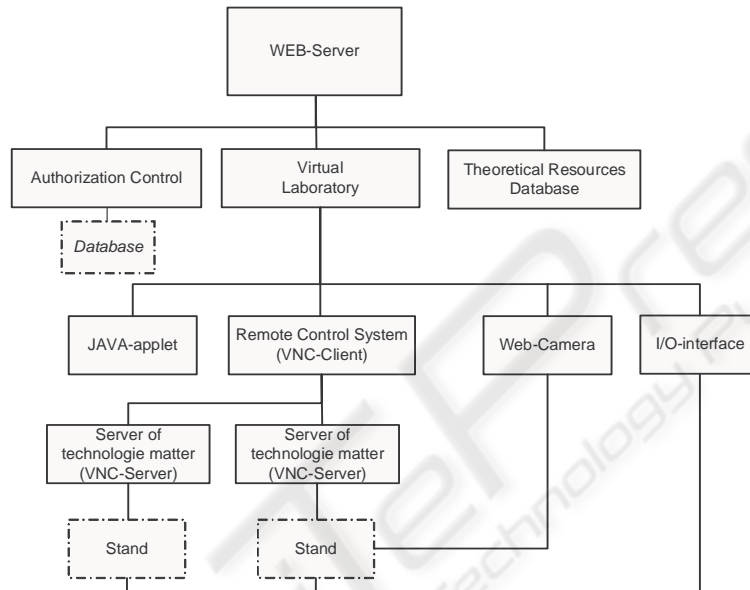 WEB-Server
Authorization Control
Virtual
Laboratory
Theoretical Resources
Database
Database
JAVA-applet
Remote Control System
(VNC-Client)
Web-Camera
I/O-interface
Server of
technologie matter
(VNC-Server)
Server of
technologie matter
(VNC-Server)
Stand
Stand